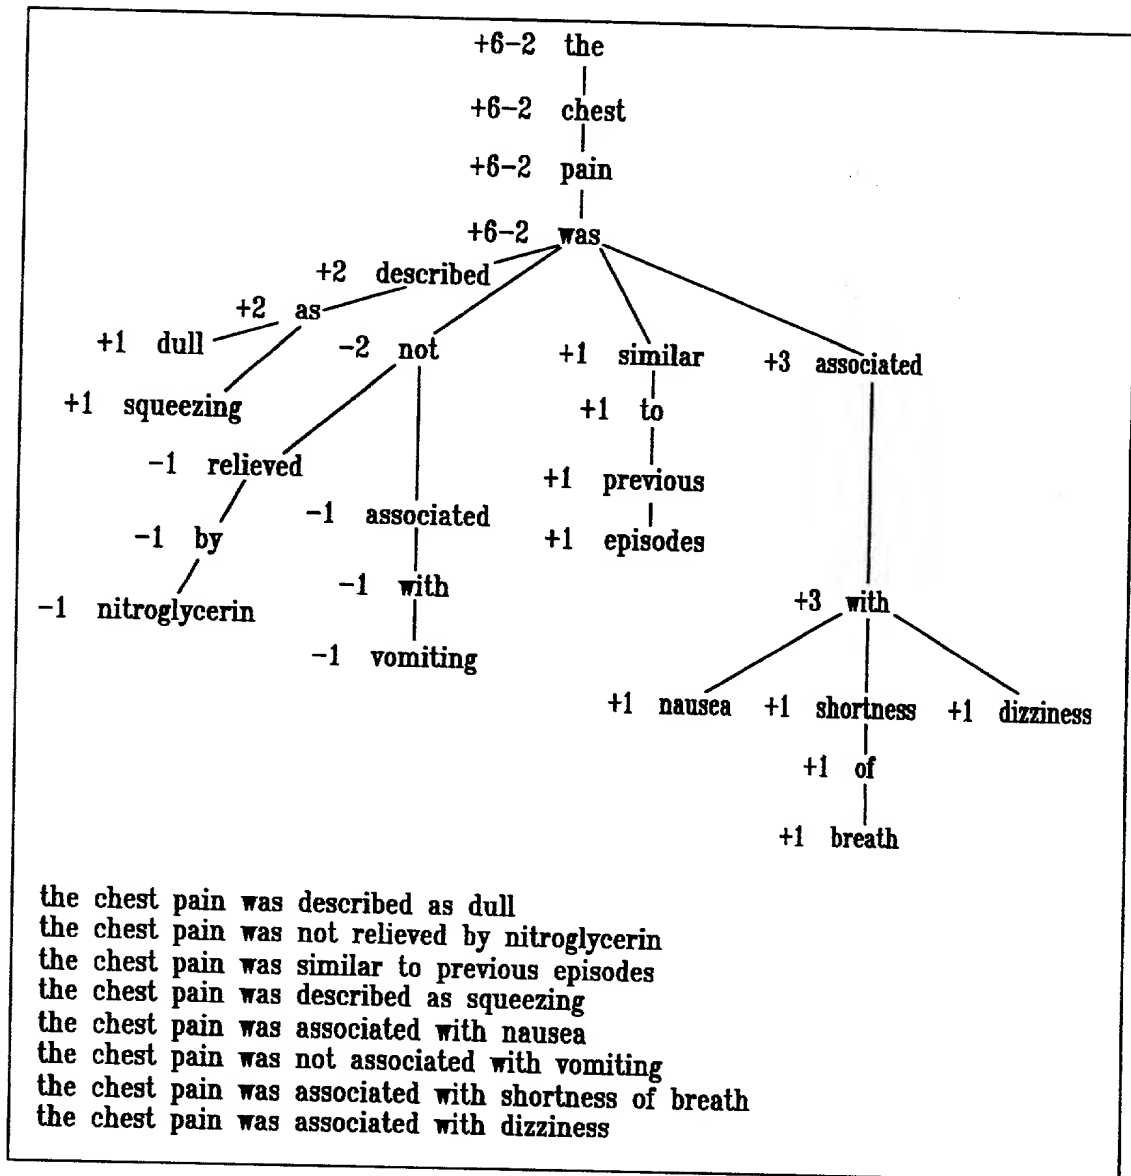 +6-2 the
+6-2 chest
+6-2 pain
+6-2 was
+2 described
+2 as
+1 dull
-2 not
+1 similar
+3 associated
+1 squeezing
+1 to
-1 relieved
+1 previous
-1 associated
-1 by
+1 episodes
-1 with
+3 with
-1 nitroglycerin
-1 vomiting
+1 nausea
+1 shortness
+1 dizziness
+1 of
+1 breath
the chest pain was described as dull
the chest pain was not relieved by nitroglycerin
the chest pain was similar to previous episodes
the chest pain was described as squeezing
the chest pain was associated with nausea
the chest pain was not associated with vomiting
the chest pain was associated with shortness of breath
the chest pain was associated with dizziness